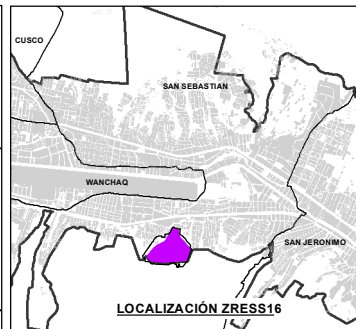 CUSCO
SAN SEBASTIAN
WANCHAQ
SAN JERONIMO
LOCALIZACIÓN ZRESS16